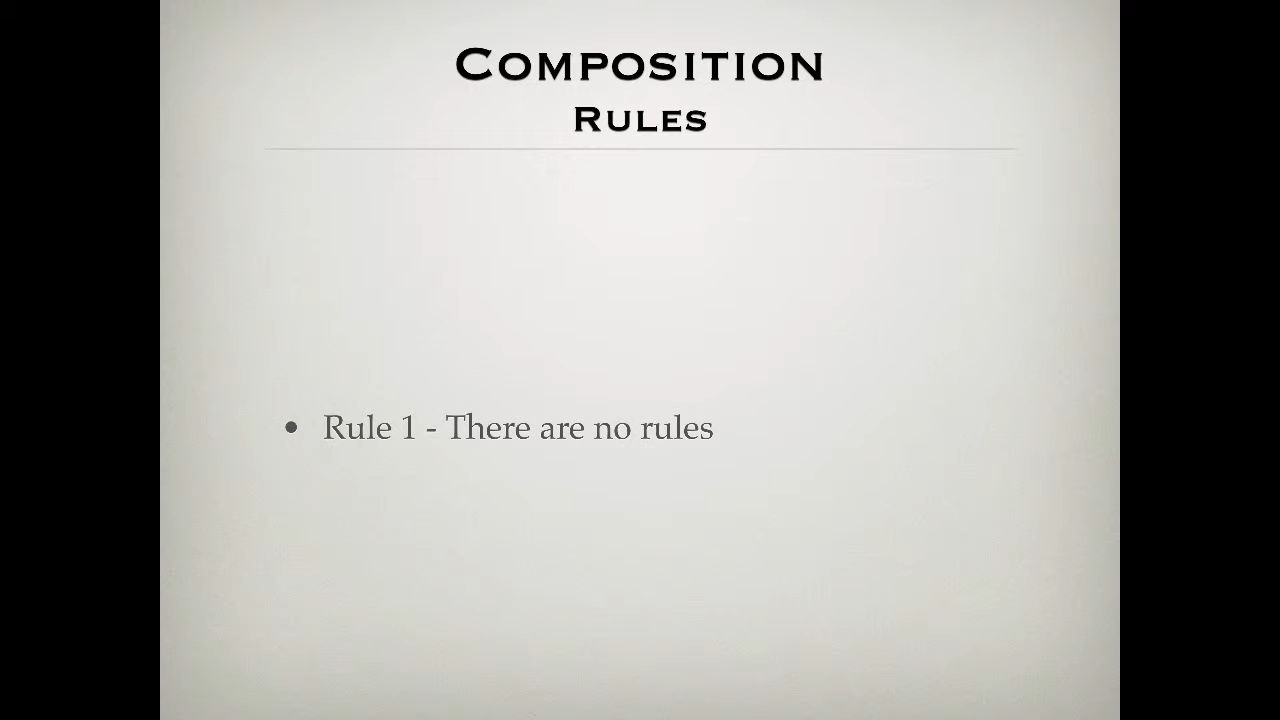 Composition
Rules
• Rule 1 - There are no rules